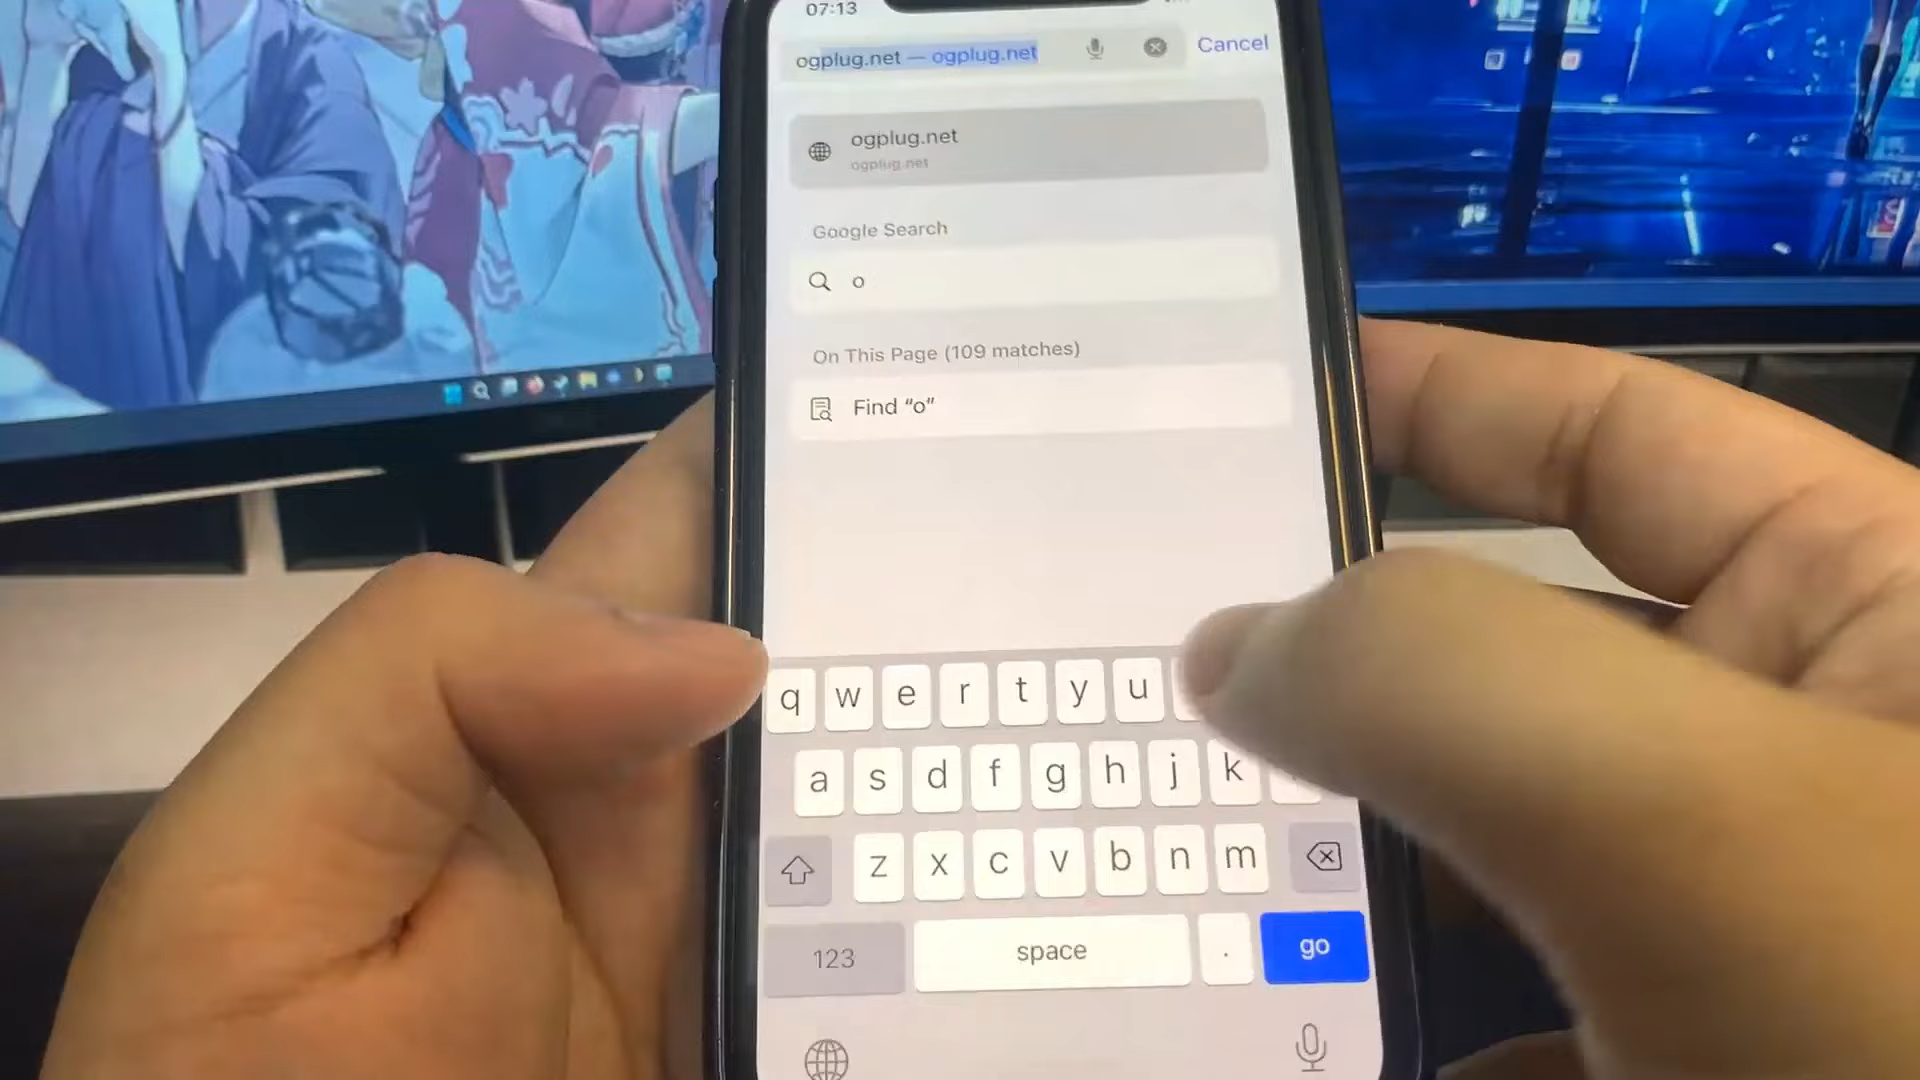 07:13
ogplug.net — ogplug.net
Cancel
ogplug.net
ogplug.net
Google Search
o
On This Page (109 matches)
Find “o”
q w e r t y u
a s d f g h j k
z x c v b n m
123 space . go